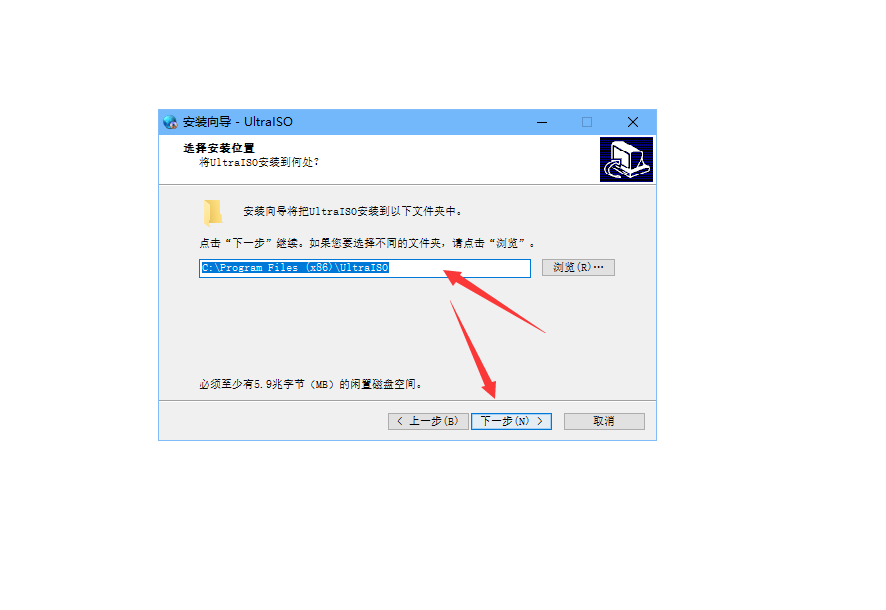 安装向导 - UltraISO
选择安装位置
将UltraISO安装到何处?
安装向导将把UltraISO安装到以下文件夹中。
点击“下一步”继续。如果您要选择不同的文件夹，请点击“浏览”。
C:\Program Files (x86)\UltraISO
浏览(R)…
必须至少有5.9兆字节（MB）的闲置磁盘空间。
< 上一步(B)
下一步(N) >
取消